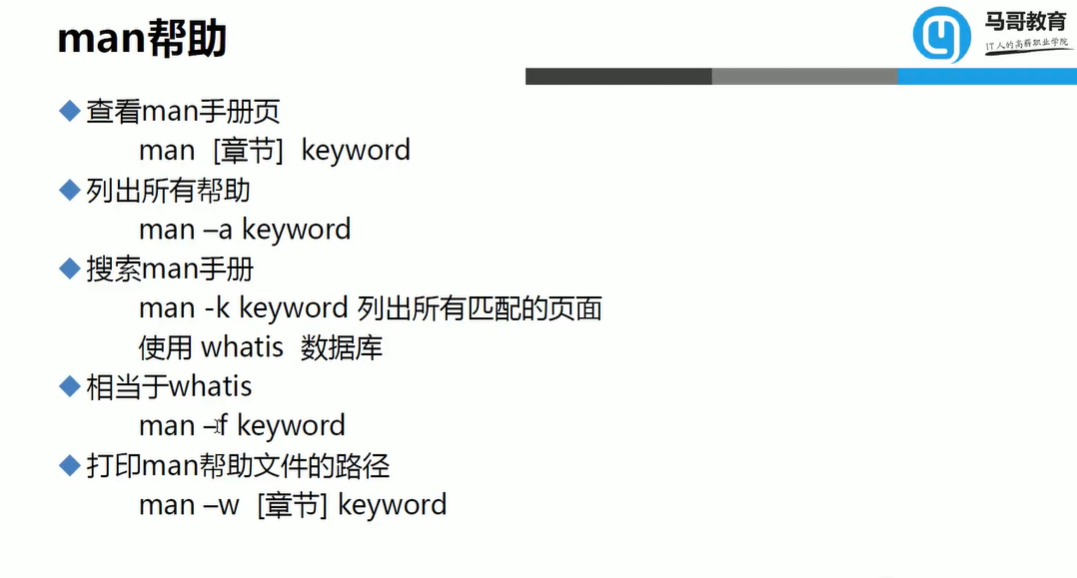 man帮助
马哥教育
IT人的高薪职业学院
查看man手册页
man [章节] keyword
列出所有帮助
man –a keyword
搜索man手册
man -k keyword 列出所有匹配的页面
使用 whatis 数据库
相当于whatis
man –f keyword
打印man帮助文件的路径
man –w [章节] keyword